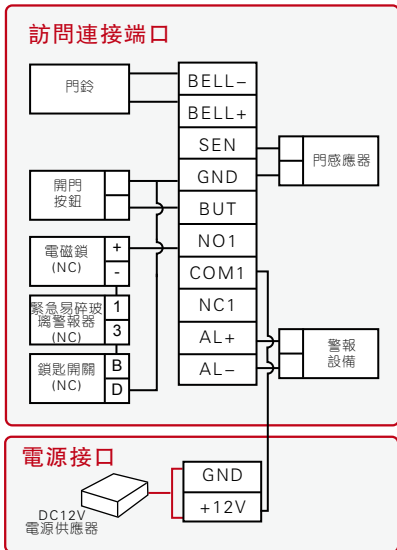 訪問連接端口
門鈴
BELL–
BELL+
SEN
GND
BUT
NO1
COM1
NC1
AL+
AL–
門感應器
開門
按鈕
電磁鎖
(NC)
+
-
緊急易碎玻
璃警報器
(NC)
1
3
鎖匙開關
(NC)
B
D
警報
設備
電源接口
GND
+12V
DC12V
電源供應器